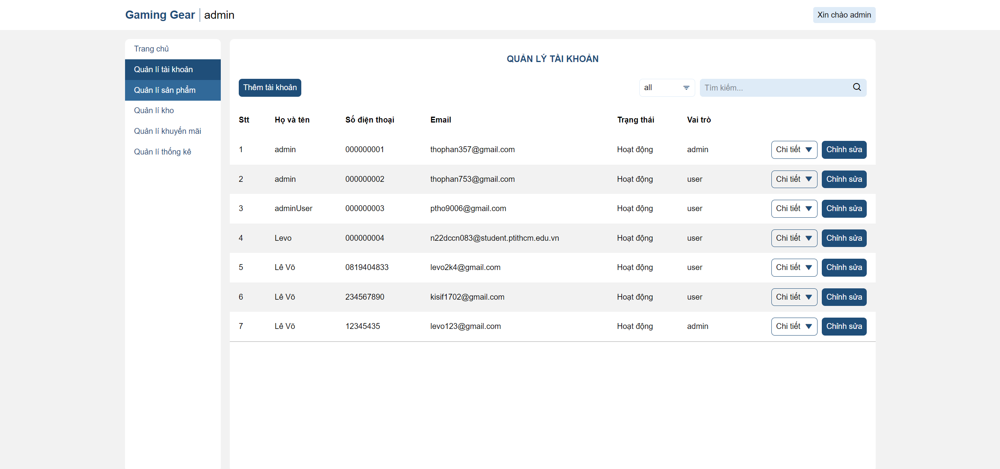 Gaming Gear admin
Xin chào admin
Trang chủ
Quản lí tài khoản
Quản lí sản phẩm
Quản lí kho
Quản lí khuyến mãi
Quản lí thống kê
QUẢN LÝ TÀI KHOẢN
Thêm tài khoản all Tìm kiếm...
Stt Họ và tên Số điện thoại Email Trạng thái Vai trò
1 admin 000000001 thophan357@gmail.com Hoạt động admin Chi tiết Chỉnh sửa
2 admin 000000002 thophan753@gmail.com Hoạt động user Chi tiết Chỉnh sửa
3 adminUser 000000003 ptho9006@gmail.com Hoạt động user Chi tiết Chỉnh sửa
4 Levo 000000004 n22dccn083@student.ptithcm.edu.vn Hoạt động user Chi tiết Chỉnh sửa
5 Lê Võ 0819404833 levo2k4@gmail.com Hoạt động user Chi tiết Chỉnh sửa
6 Lê Võ 234567890 kisif1702@gmail.com Hoạt động user Chi tiết Chỉnh sửa
7 Lê Võ 12345435 levo123@gmail.com Hoạt động admin Chi tiết Chỉnh sửa